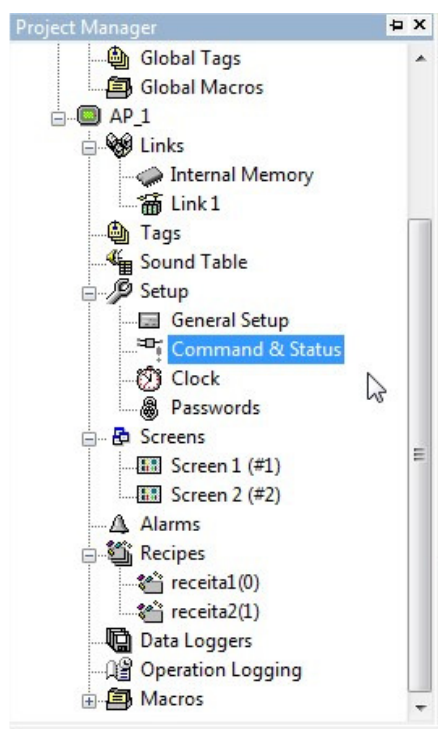 Project Manager
Global Tags
Global Macros
AP_1
Links
Internal Memory
Link 1
Tags
Sound Table
Setup
General Setup
Command & Status
Clock
Passwords
Screens
Screen 1 (#1)
Screen 2 (#2)
Alarms
Recipes
receita1(0)
receita2(1)
Data Loggers
Operation Logging
Macros